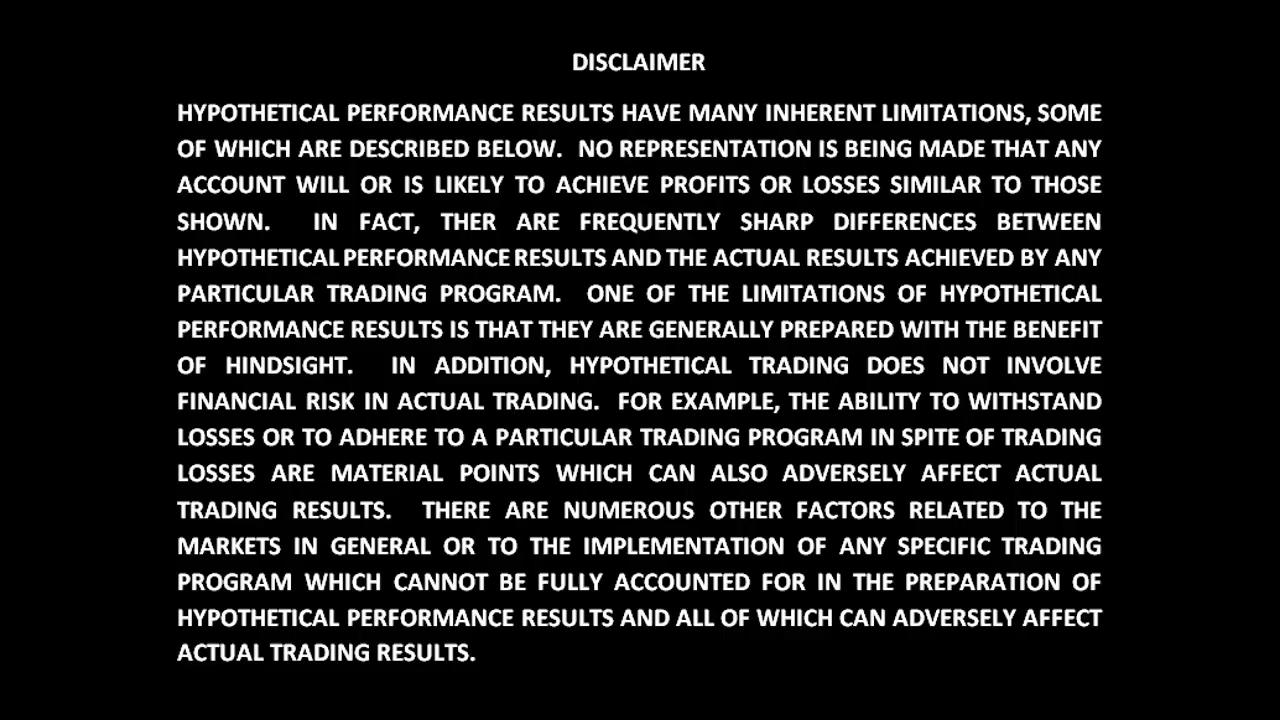 DISCLAIMER
HYPOTHETICAL PERFORMANCE RESULTS HAVE MANY INHERENT LIMITATIONS, SOME
OF WHICH ARE DESCRIBED BELOW.  NO REPRESENTATION IS BEING MADE THAT ANY
ACCOUNT WILL OR IS LIKELY TO ACHIEVE PROFITS OR LOSSES SIMILAR TO THOSE
SHOWN.  IN FACT, THER ARE FREQUENTLY SHARP DIFFERENCES BETWEEN
HYPOTHETICAL PERFORMANCE RESULTS AND THE ACTUAL RESULTS ACHIEVED BY ANY
PARTICULAR TRADING PROGRAM.  ONE OF THE LIMITATIONS OF HYPOTHETICAL
PERFORMANCE RESULTS IS THAT THEY ARE GENERALLY PREPARED WITH THE BENEFIT
OF HINDSIGHT.  IN ADDITION, HYPOTHETICAL TRADING DOES NOT INVOLVE
FINANCIAL RISK IN ACTUAL TRADING.  FOR EXAMPLE, THE ABILITY TO WITHSTAND
LOSSES OR TO ADHERE TO A PARTICULAR TRADING PROGRAM IN SPITE OF TRADING
LOSSES ARE MATERIAL POINTS WHICH CAN ALSO ADVERSELY AFFECT ACTUAL
TRADING RESULTS.  THERE ARE NUMEROUS OTHER FACTORS RELATED TO THE
MARKETS IN GENERAL OR TO THE IMPLEMENTATION OF ANY SPECIFIC TRADING
PROGRAM WHICH CANNOT BE FULLY ACCOUNTED FOR IN THE PREPARATION OF
HYPOTHETICAL PERFORMANCE RESULTS AND ALL OF WHICH CAN ADVERSELY AFFECT
ACTUAL TRADING RESULTS.